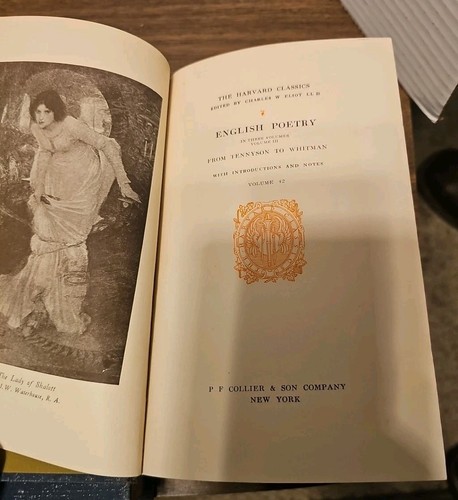 The Lady of Shalott
J. W. Waterhouse, R. A.
THE HARVARD CLASSICS
EDITED BY CHARLES W ELIOT LL D
ENGLISH POETRY
IN THREE VOLUMES
VOLUME III
FROM TENNYSON TO WHITMAN
WITH INTRODUCTIONS AND NOTES
VOLUME 42
P F COLLIER & SON COMPANY
NEW YORK